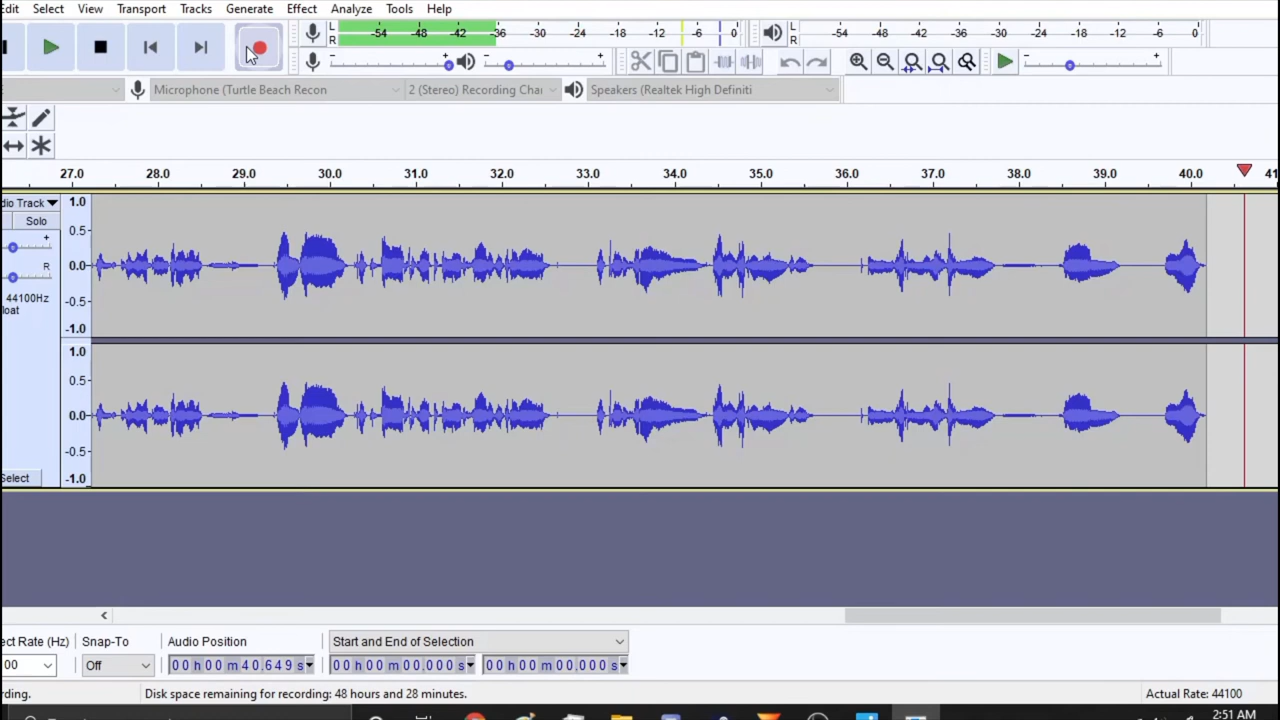 dit Select View Transport Tracks Generate Effect Analyze Tools Help
L R -54 -48 -42 -36 -30 -24 -18 -12 -6 0 L R -54 -48 -42 -36 -30 -24 -18 -12 -6 0
- + - + - +
Microphone (Turtle Beach Recon 2 (Stereo) Recording Chai Speakers (Realtek High Definiti
27.0 28.0 29.0 30.0 31.0 32.0 33.0 34.0 35.0 36.0 37.0 38.0 39.0 40.0 41
dio Track 1.0
Solo
+ 0.5
R 0.0
44100Hz -0.5
loat
-1.0
1.0
0.5
0.0
-0.5
Select -1.0
ect Rate (Hz) Snap-To Audio Position Start and End of Selection
00 Off 00 h 00 m 40.649 s 00 h 00 m 00.000 s 00 h 00 m 00.000 s
rding. Disk space remaining for recording: 48 hours and 28 minutes. Actual Rate: 44100
2:51 AM